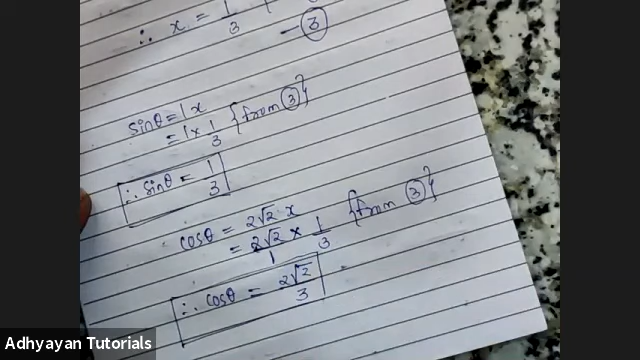 ∴ x = 1/3 {
- ③
sinθ = 1x
= 1 × 1/3 {from ③}
∴ sinθ = 1/3
cosθ = 2√2 x
= 2√2/1 × 1/3 {from ③}
∴ cosθ = 2√2/3
Adhyayan Tutorials